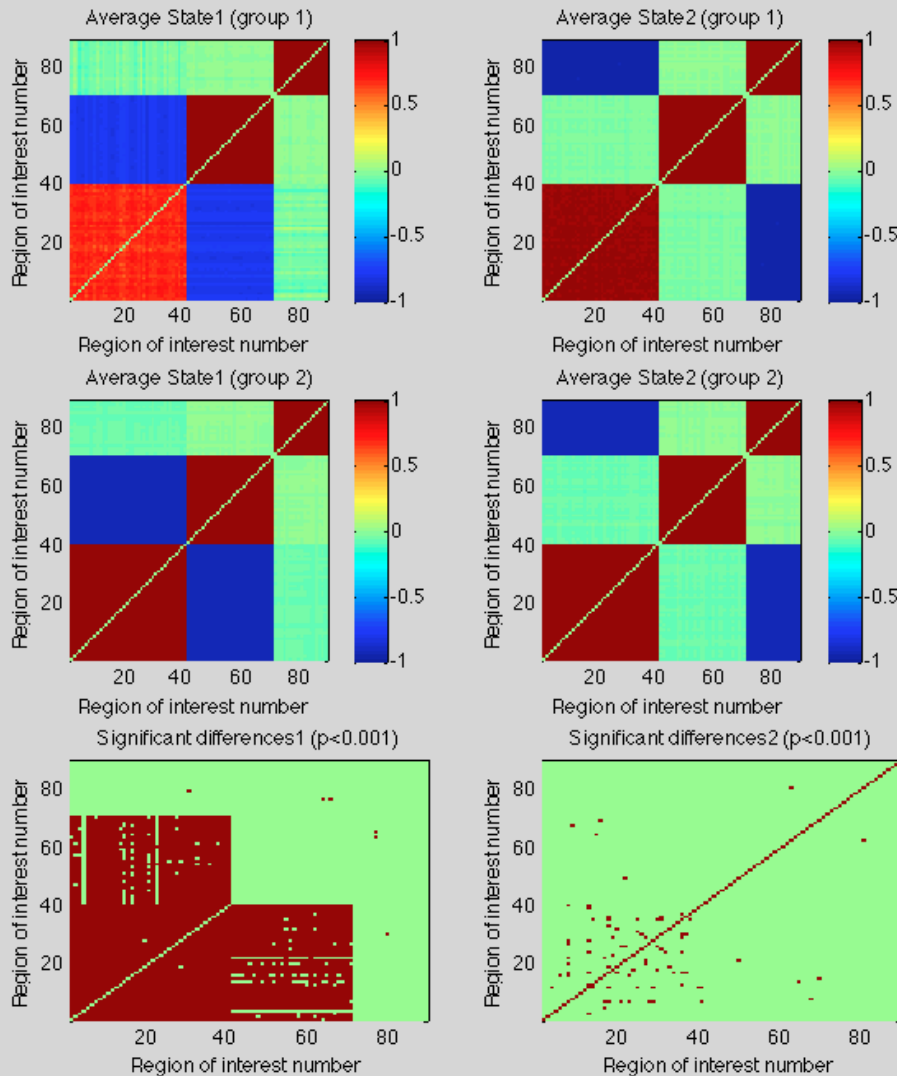 Average State1 (group 1)
Region of interest number
80
60
40
20
20 40 60 80
Region of interest number
1
0.5
0
-0.5
-1
Average State2 (group 1)
Region of interest number
80
60
40
20
20 40 60 80
Region of interest number
1
0.5
0
-0.5
-1
Average State1 (group 2)
Region of interest number
80
60
40
20
20 40 60 80
Region of interest number
1
0.5
0
-0.5
-1
Average State2 (group 2)
Region of interest number
80
60
40
20
20 40 60 80
Region of interest number
1
0.5
0
-0.5
-1
Significant differences1 (p<0.001)
Region of interest number
80
60
40
20
20 40 60 80
Region of interest number
Significant differences2 (p<0.001)
Region of interest number
80
60
40
20
20 40 60 80
Region of interest number